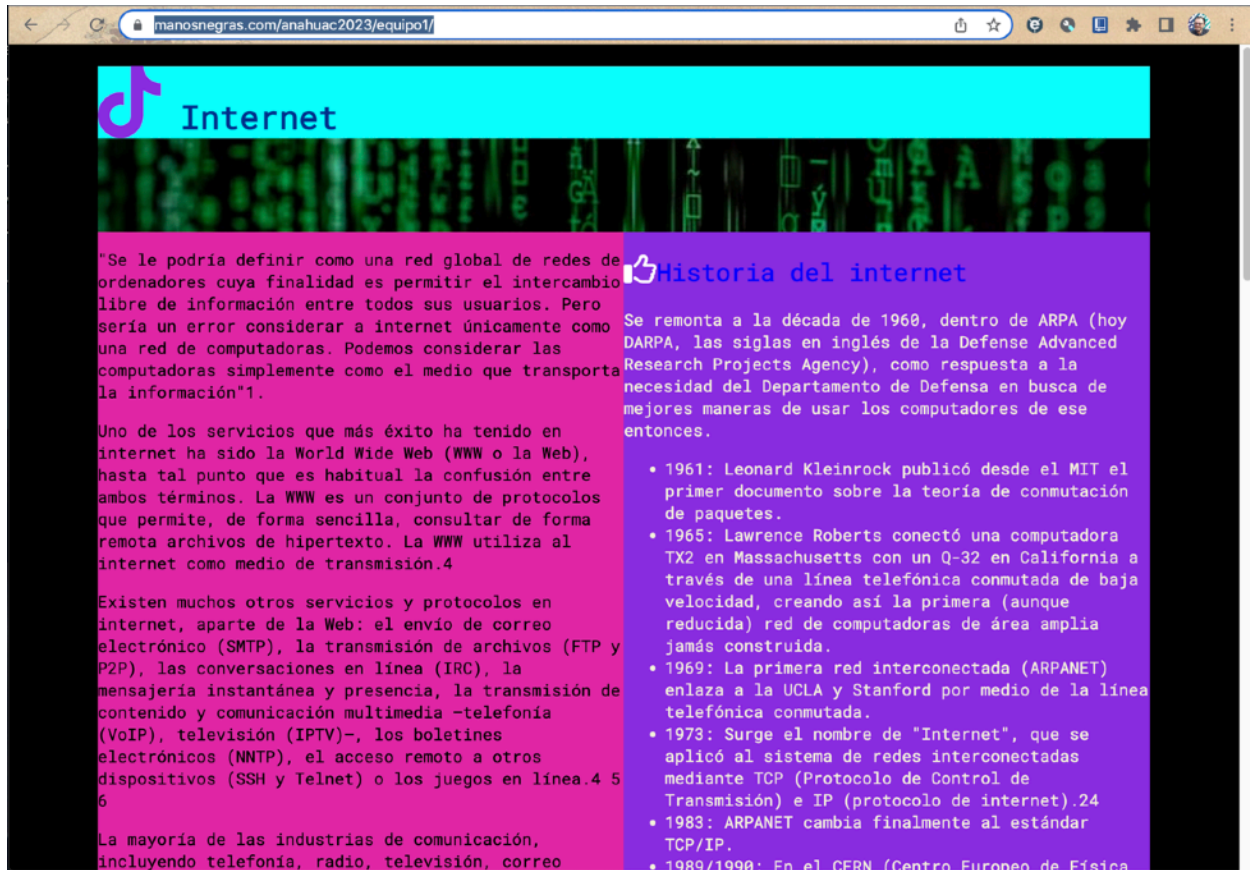 manosnegras.com/anahuac2023/equipo1/
Internet
"Se le podría definir como una red global de redes de
ordenadores cuya finalidad es permitir el intercambio
libre de información entre todos sus usuarios. Pero
sería un error considerar a internet únicamente como
una red de computadoras. Podemos considerar las
computadoras simplemente como el medio que transporta
la información"1.
Uno de los servicios que más éxito ha tenido en
internet ha sido la World Wide Web (WWW o la Web),
hasta tal punto que es habitual la confusión entre
ambos términos. La WWW es un conjunto de protocolos
que permite, de forma sencilla, consultar de forma
remota archivos de hipertexto. La WWW utiliza al
internet como medio de transmisión.4
Existen muchos otros servicios y protocolos en
internet, aparte de la Web: el envío de correo
electrónico (SMTP), la transmisión de archivos (FTP y
P2P), las conversaciones en línea (IRC), la
mensajería instantánea y presencia, la transmisión de
contenido y comunicación multimedia —telefonía
(VoIP), televisión (IPTV)—, los boletines
electrónicos (NNTP), el acceso remoto a otros
dispositivos (SSH y Telnet) o los juegos en línea.4 5
6
La mayoría de las industrias de comunicación,
incluyendo telefonía, radio, televisión, correo
Historia del internet
Se remonta a la década de 1960, dentro de ARPA (hoy
DARPA, las siglas en inglés de la Defense Advanced
Research Projects Agency), como respuesta a la
necesidad del Departamento de Defensa en busca de
mejores maneras de usar los computadores de ese
entonces.
• 1961: Leonard Kleinrock publicó desde el MIT el
primer documento sobre la teoría de conmutación
de paquetes.
• 1965: Lawrence Roberts conectó una computadora
TX2 en Massachusetts con un Q-32 en California a
través de una línea telefónica conmutada de baja
velocidad, creando así la primera (aunque
reducida) red de computadoras de área amplia
jamás construida.
• 1969: La primera red interconectada (ARPANET)
enlaza a la UCLA y Stanford por medio de la línea
telefónica conmutada.
• 1973: Surge el nombre de "Internet", que se
aplicó al sistema de redes interconectadas
mediante TCP (Protocolo de Control de
Transmisión) e IP (protocolo de internet).24
• 1983: ARPANET cambia finalmente al estándar
TCP/IP.
• 1989/1990: En el CERN (Centro Europeo de Física